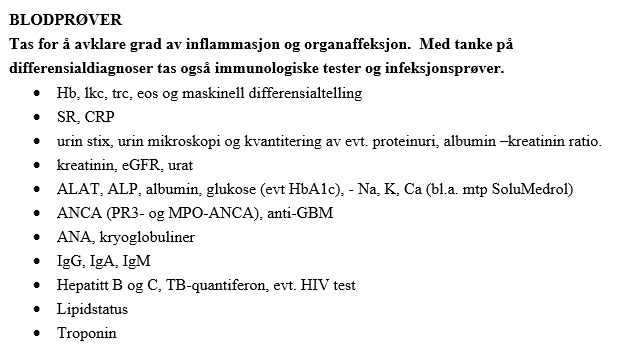 BLODPRØVER
Tas for å avklare grad av inflammasjon og organaffeksjon.  Med tanke på
differensialdiagnoser tas også immunologiske tester og infeksjonsprøver.
• Hb, lkc, trc, eos og maskinell differensialtelling
• SR, CRP
• urin stix, urin mikroskopi og kvantitering av evt. proteinuri, albumin –kreatinin ratio.
• kreatinin, eGFR, urat
• ALAT, ALP, albumin, glukose (evt HbA1c), - Na, K, Ca (bl.a. mtp SoluMedrol)
• ANCA (PR3- og MPO-ANCA), anti-GBM
• ANA, kryoglobuliner
• IgG, IgA, IgM
• Hepatitt B og C, TB-quantiferon, evt. HIV test
• Lipidstatus
• Troponin